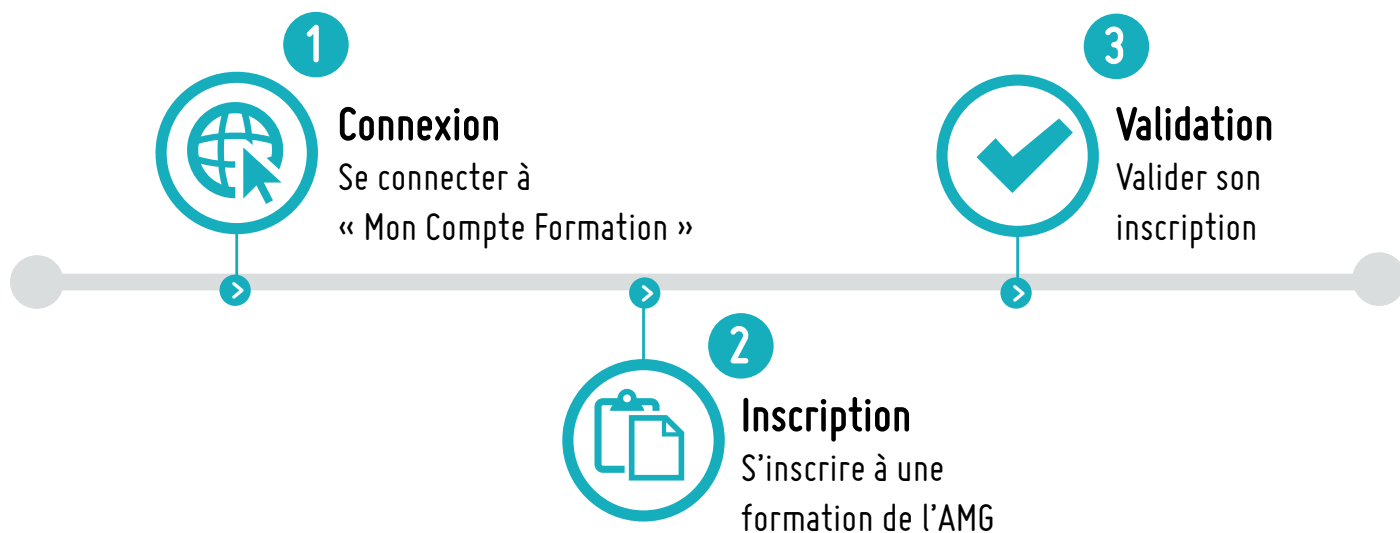 1
Connexion
Se connecter à
« Mon Compte Formation »
2
Inscription
S’inscrire à une
formation de l’AMG
3
Validation
Valider son
inscription